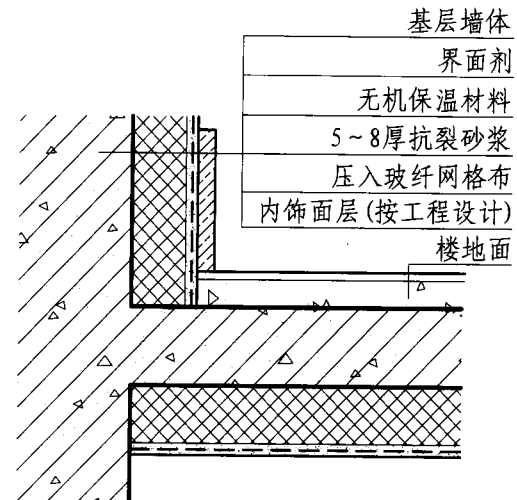 基层墙体
界面剂
无机保温材料
5~8厚抗裂砂浆
压入玻纤网格布
内饰面层(按工程设计)
楼地面